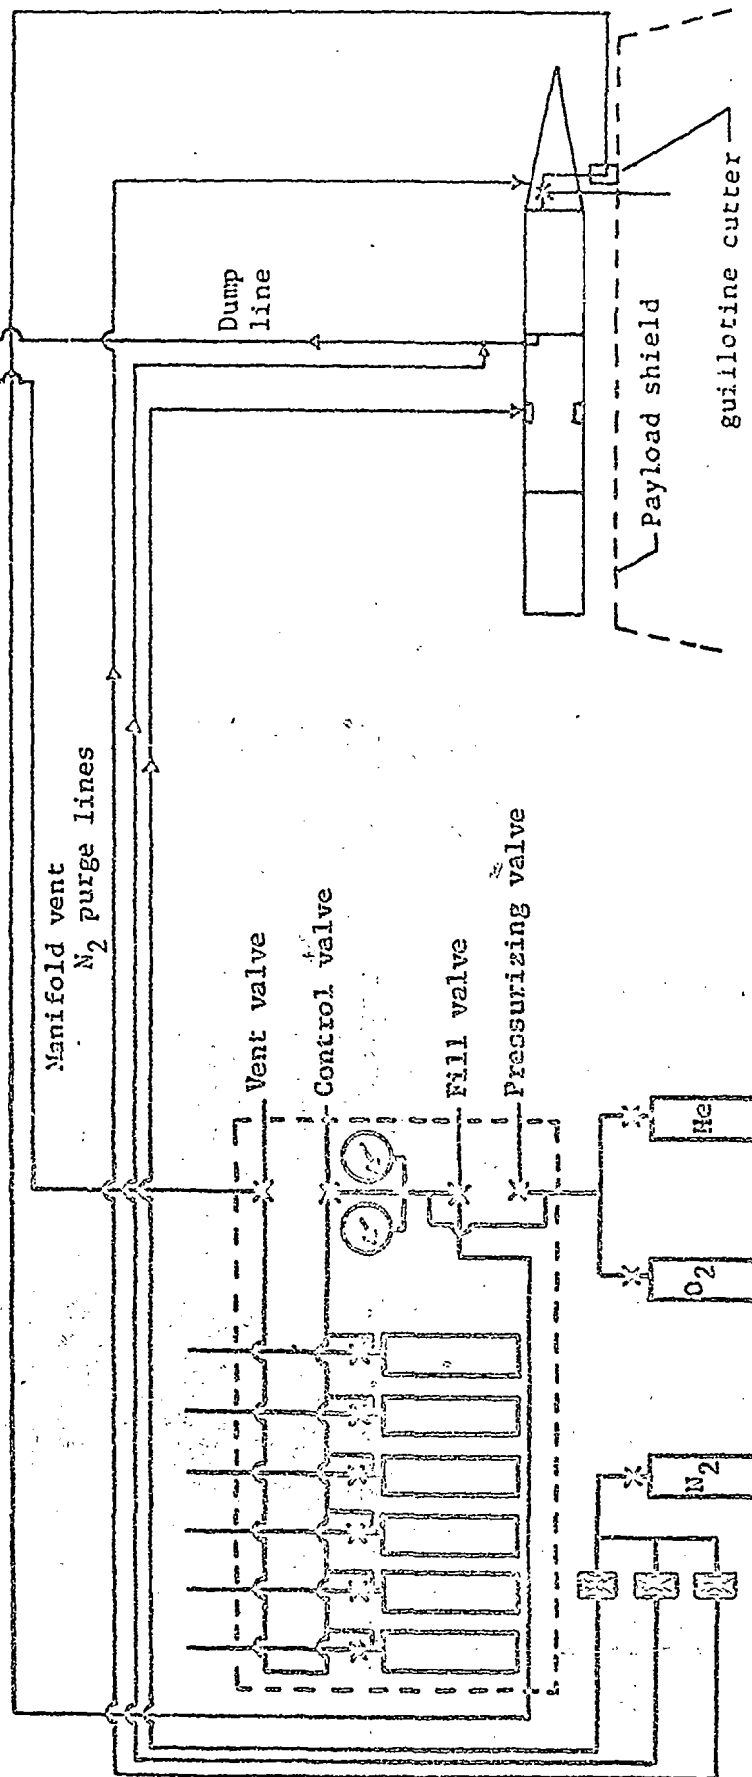 Manifold vent
N2 purge lines
Dump
line
Vent valve
Control valve
Fill valve
Pressurizing valve
Payload shield
guillotine cutter
N2
O2
He